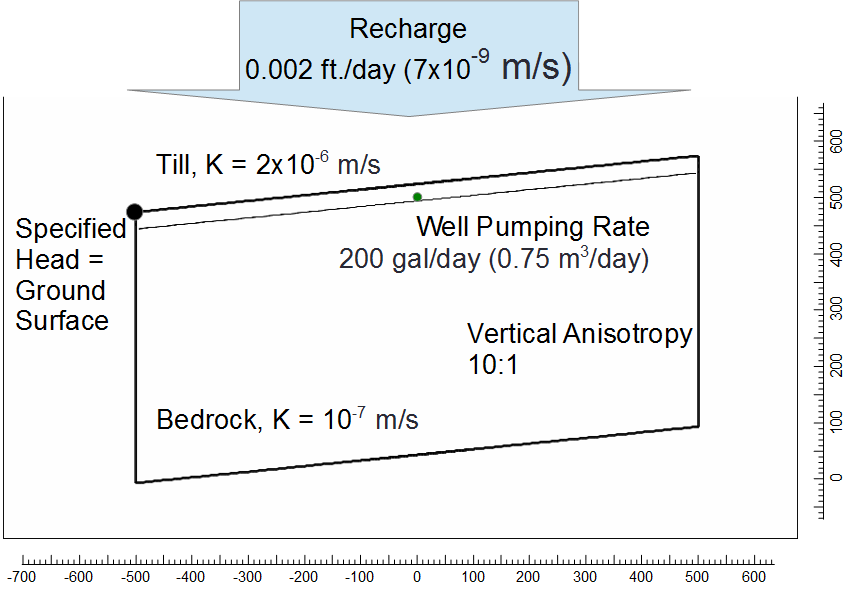 Recharge
0.002 ft./day (7x10⁻⁹ m/s)
Till, K = 2x10⁻⁶ m/s
Specified
Head =
Ground
Surface
Well Pumping Rate
200 gal/day (0.75 m³/day)
Vertical Anisotropy
10:1
Bedrock, K = 10⁻⁷ m/s
600
500
400
300
200
100
0
-700 -600 -500 -400 -300 -200 -100 0 100 200 300 400 500 600